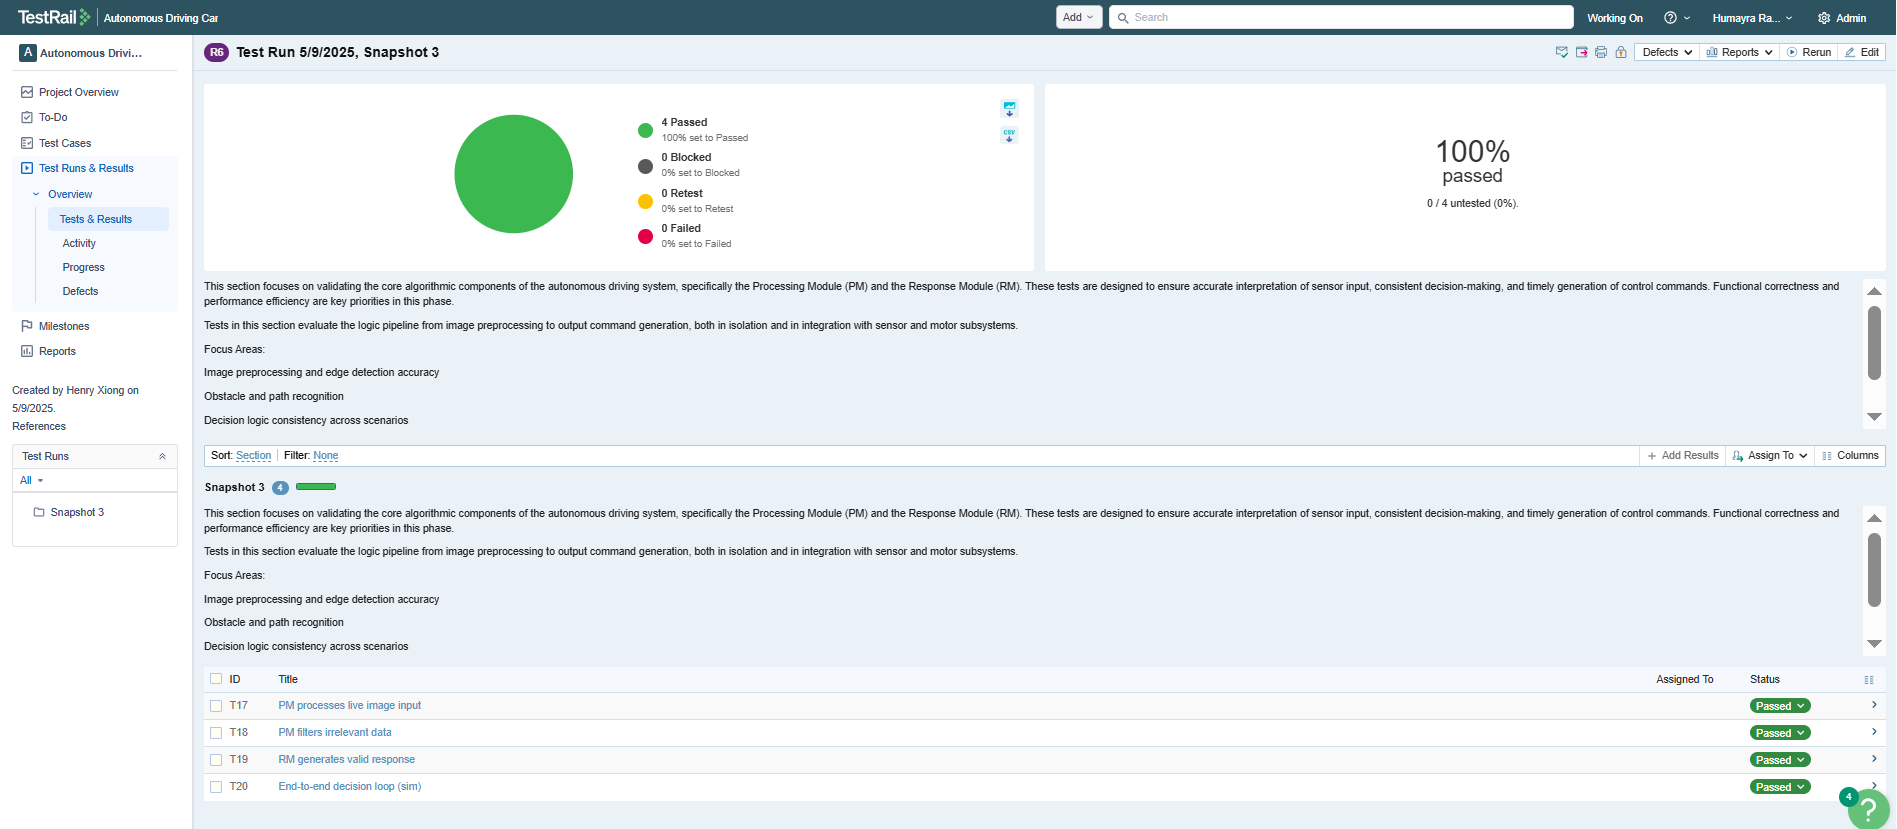 TestRail Autonomous Driving Car Add Search Working On Humayra Ra... Admin
A Autonomous Drivi... R6 Test Run 5/9/2025, Snapshot 3 Defects Reports Rerun Edit
Project Overview
To-Do
Test Cases
Test Runs & Results
Overview
Tests & Results
Activity
Progress
Defects
Milestones
Reports
Created by Henry Xiong on
5/9/2025.
References
Test Runs
All
Snapshot 3
4 Passed
100% set to Passed
0 Blocked
0% set to Blocked
0 Retest
0% set to Retest
0 Failed
0% set to Failed
CSV
100%
passed
0 / 4 untested (0%).
This section focuses on validating the core algorithmic components of the autonomous driving system, specifically the Processing Module (PM) and the Response Module (RM). These tests are designed to ensure accurate interpretation of sensor input, consistent decision-making, and timely generation of control commands. Functional correctness and
performance efficiency are key priorities in this phase.
Tests in this section evaluate the logic pipeline from image preprocessing to output command generation, both in isolation and in integration with sensor and motor subsystems.
Focus Areas:
Image preprocessing and edge detection accuracy
Obstacle and path recognition
Decision logic consistency across scenarios
Sort: Section Filter: None + Add Results Assign To Columns
Snapshot 3 4
This section focuses on validating the core algorithmic components of the autonomous driving system, specifically the Processing Module (PM) and the Response Module (RM). These tests are designed to ensure accurate interpretation of sensor input, consistent decision-making, and timely generation of control commands. Functional correctness and
performance efficiency are key priorities in this phase.
Tests in this section evaluate the logic pipeline from image preprocessing to output command generation, both in isolation and in integration with sensor and motor subsystems.
Focus Areas:
Image preprocessing and edge detection accuracy
Obstacle and path recognition
Decision logic consistency across scenarios
ID Title Assigned To Status
T17 PM processes live image input Passed
T18 PM filters irrelevant data Passed
T19 RM generates valid response Passed
T20 End-to-end decision loop (sim) Passed
4 ?